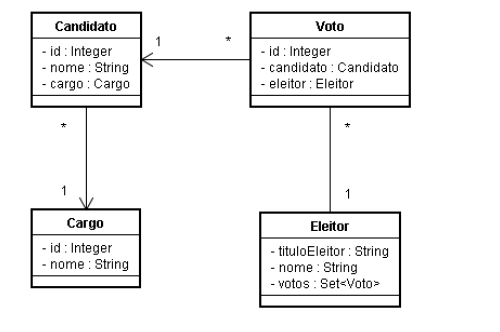 Candidato
- id : Integer
- nome : String
- cargo : Cargo
1
*
Voto
- id : Integer
- candidato : Candidato
- eleitor : Eleitor
*
1
*
1
Cargo
- id : Integer
- nome : String
Eleitor
- tituloEleitor : String
- nome : String
- votos : Set<Voto>